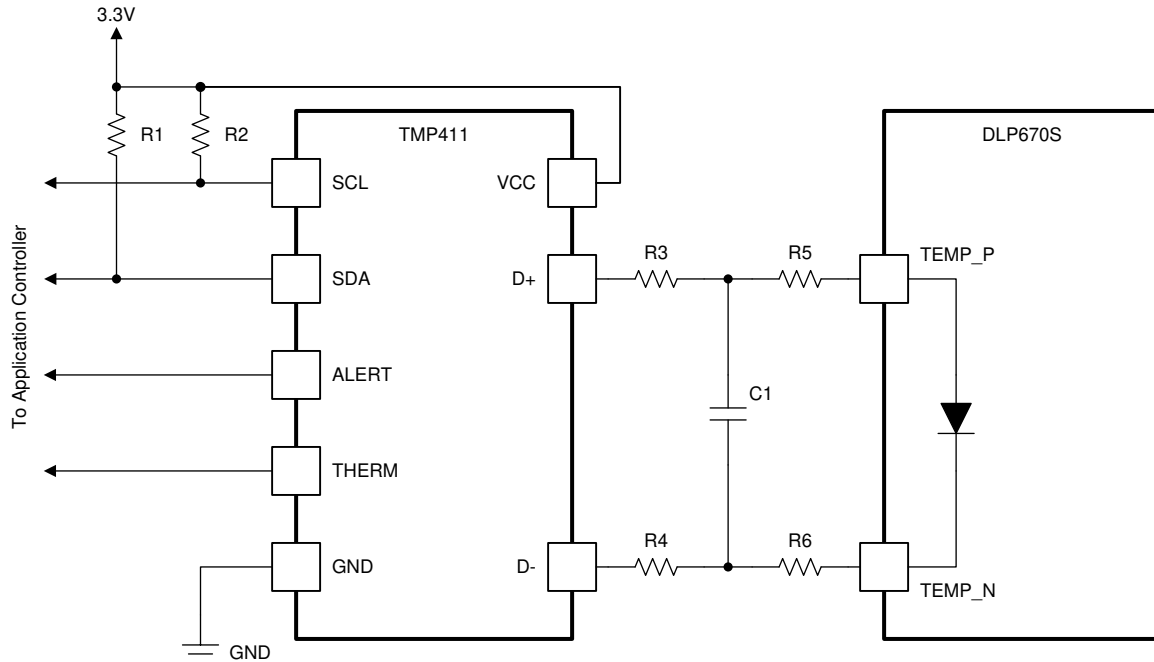 3.3V
R1
R2
TMP411
DLP670S
SCL
VCC
R3
R5
TEMP_P
SDA
D+
To Application Controller
ALERT
C1
THERM
R4
R6
GND
D-
TEMP_N
GND